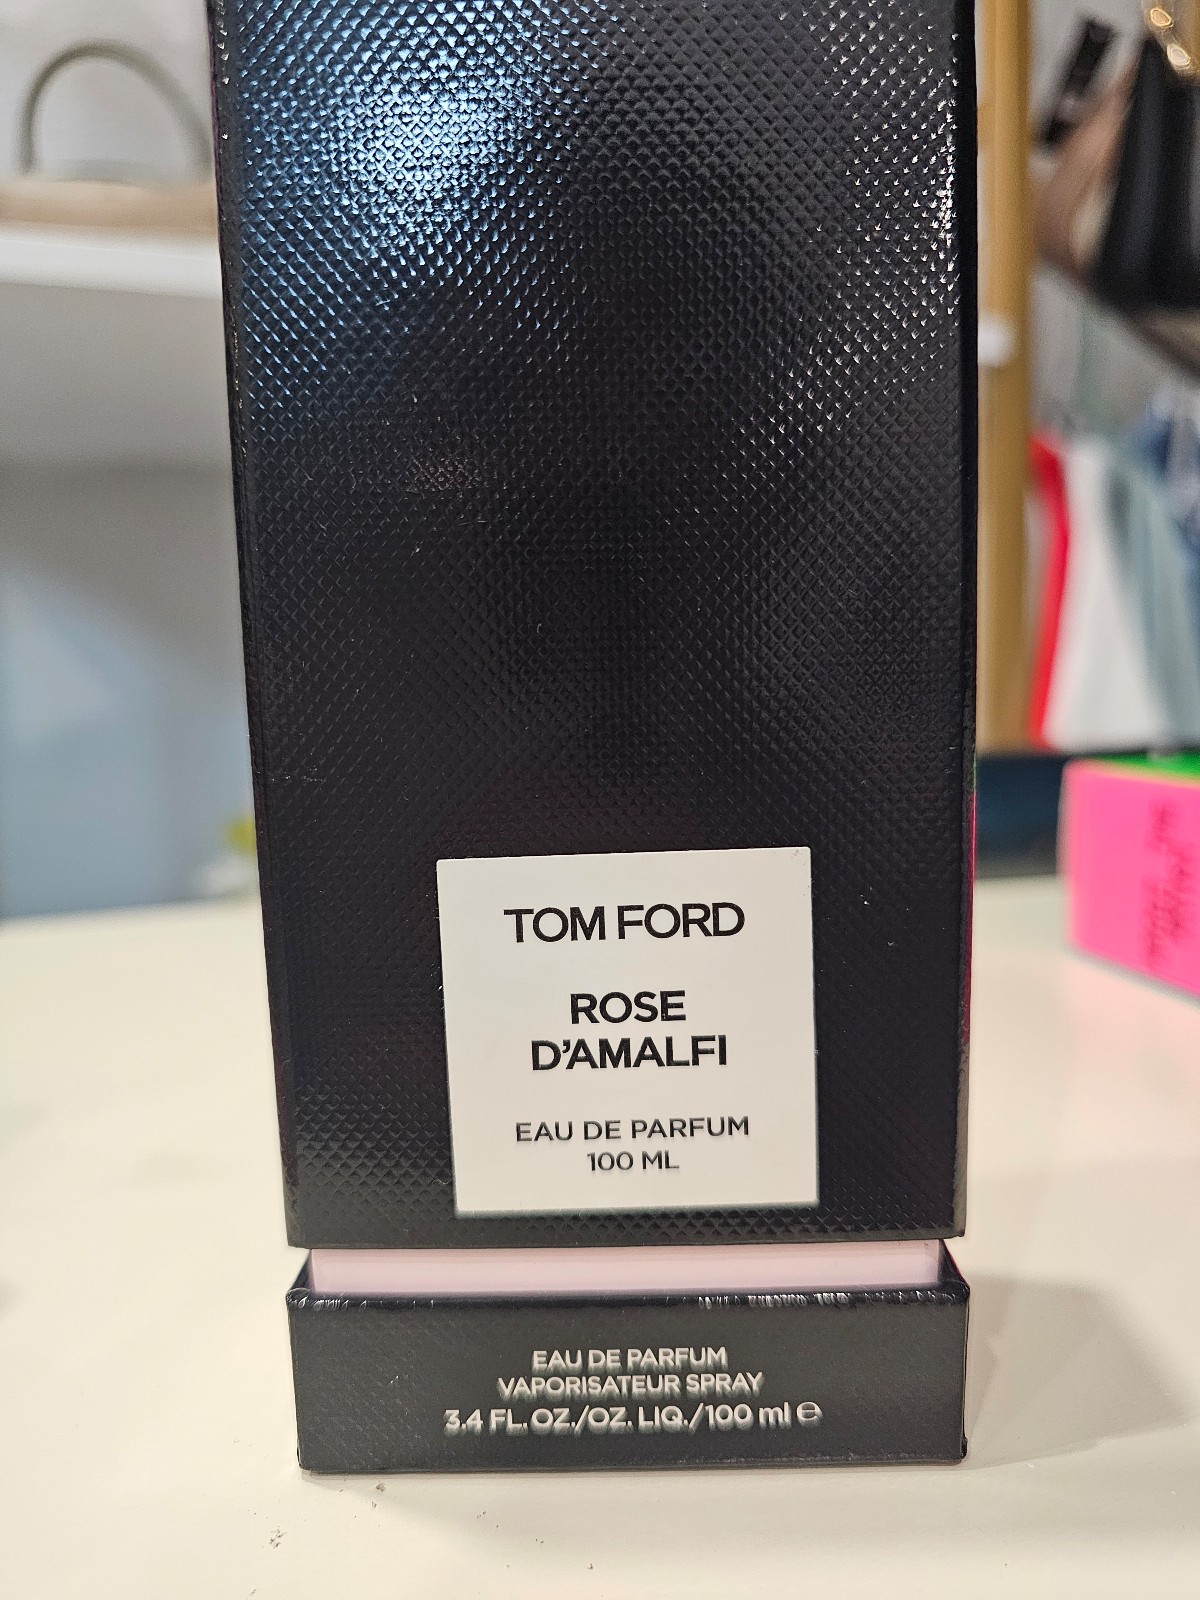 TOM FORD
ROSE
D'AMALFI
EAU DE PARFUM
100 ML
EAU DE PARFUM
VAPORISATEUR SPRAY
3.4 FL. OZ./OZ. LIQ./100 ml ℮